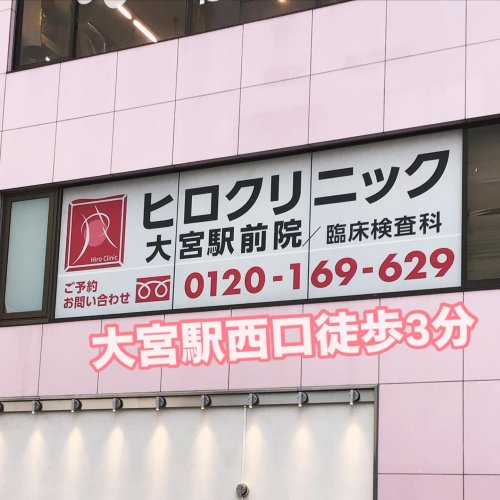 ヒロクリニック
大宮駅前院／臨床検査科
Hiro Clinic
ご予約
お問い合わせ
0120-169-629
大宮駅西口徒歩3分